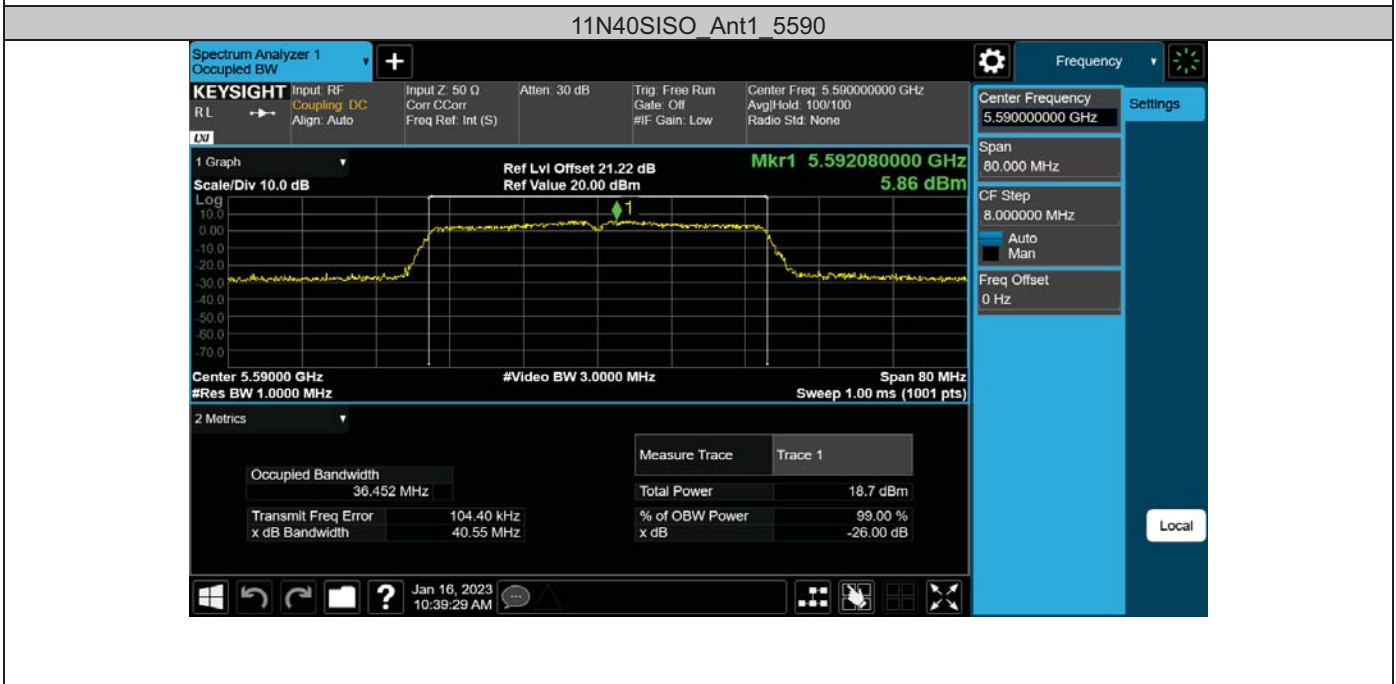 11N40SISO_Ant1_5590
Spectrum Analyzer 1
Occupied BW
Frequency
KEYSIGHT
R L
LXI
Input: RF
Coupling: DC
Align: Auto
Input Z: 50 Ω
Corr CCorr
Freq Ref: Int (S)
Atten: 30 dB
Trig: Free Run
Gate: Off
#IF Gain: Low
Center Freq: 5.590000000 GHz
Avg|Hold: 100/100
Radio Std: None
1 Graph
Scale/Div 10.0 dB
Ref Lvl Offset 21.22 dB
Ref Value 20.00 dBm
Mkr1 5.592080000 GHz
5.86 dBm
Log
10.0
0.00
-10.0
-20.0
-30.0
-40.0
-50.0
-60.0
-70.0
1
Center 5.59000 GHz
#Res BW 1.0000 MHz
#Video BW 3.0000 MHz
Span 80 MHz
Sweep 1.00 ms (1001 pts)
2 Metrics
Measure Trace Trace 1
Occupied Bandwidth
36.452 MHz
Total Power 18.7 dBm
Transmit Freq Error 104.40 kHz
% of OBW Power 99.00 %
x dB Bandwidth 40.55 MHz
x dB -26.00 dB
?
Jan 16, 2023
10:39:29 AM
Center Frequency
5.590000000 GHz
Settings
Span
80.000 MHz
CF Step
8.000000 MHz
Auto
Man
Freq Offset
0 Hz
Local